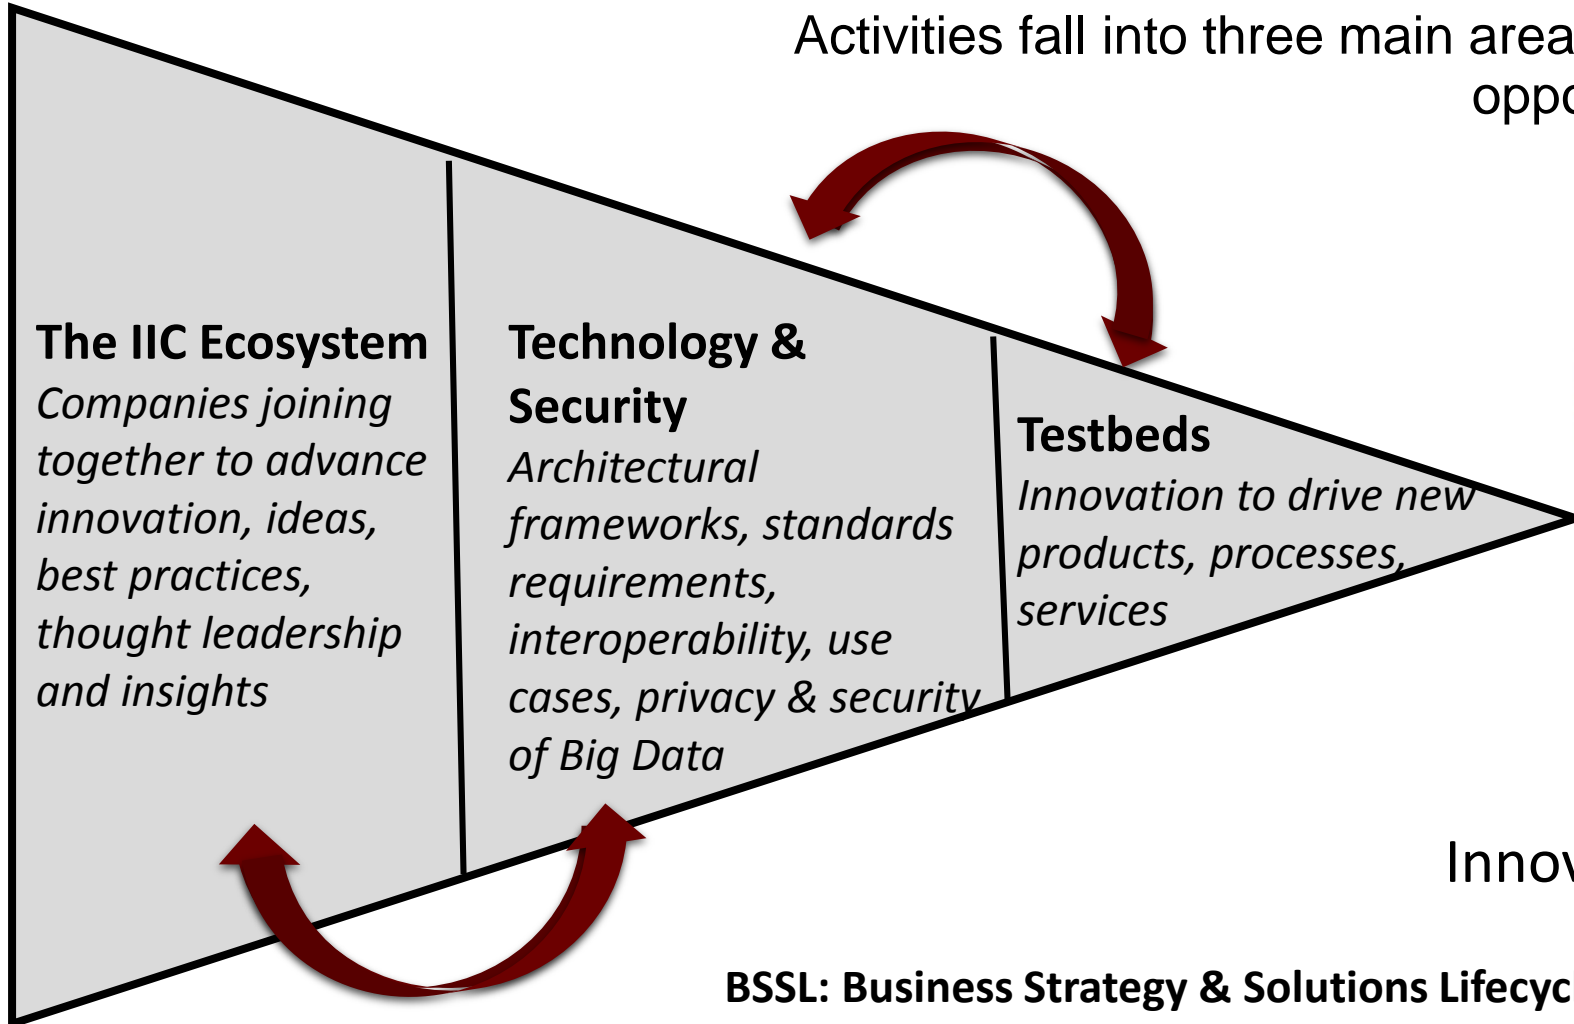 Activities fall into three main area
oppo
The IIC Ecosystem
Companies joining
together to advance
innovation, ideas,
best practices,
thought leadership
and insights
Technology &
Security
Architectural
frameworks, standards
requirements,
interoperability, use
cases, privacy & security
of Big Data
Testbeds
Innovation to drive new
products, processes,
services
Innov
BSSL: Business Strategy & Solutions Lifecyc